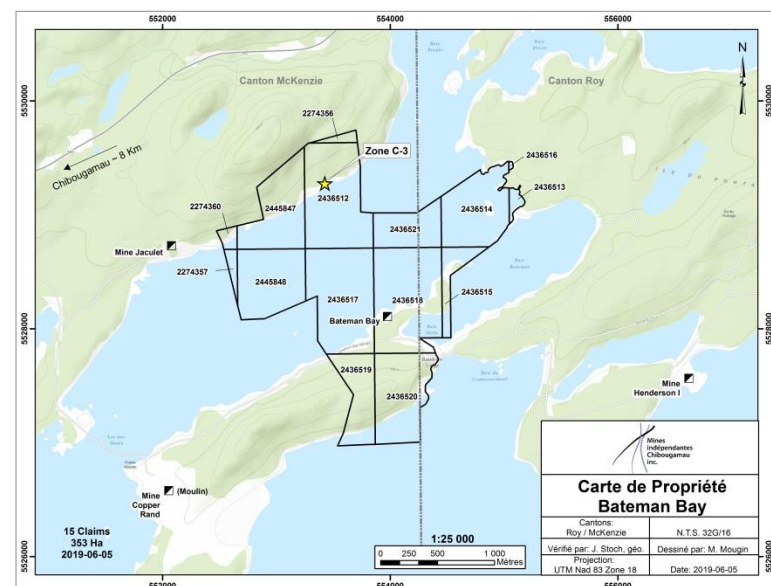 552000
554000
556000
5530000
5530000
Canton McKenzie
Canton Roy
N
2274356
Zone C-3
Chibougamau ~ 8 Km
2436516
2436513
2274360
2445847
2436512
2436514
2436521
Mine Jaculet
2274357
2445848
2436517
2436518
2436515
5528000
5528000
Bateman Bay
2436519
2436520
Mine
Henderson I
Mine
Copper
Rand
(Moulin)
15 Claims
353 Ha
2019-06-05
1:25 000
0 250 500 1 000
Mètres
Mines
indépendantes
Chibougamau
inc.
Carte de Propriété
Bateman Bay
Cantons:
Roy / McKenzie
N.T.S. 32G/16
Vérifié par: J. Stoch, géo.
Dessiné par: M. Mougin
Projection:
UTM Nad 83 Zone 18
Date: 2019-06-05
5526000
5526000
552000
554000
556000